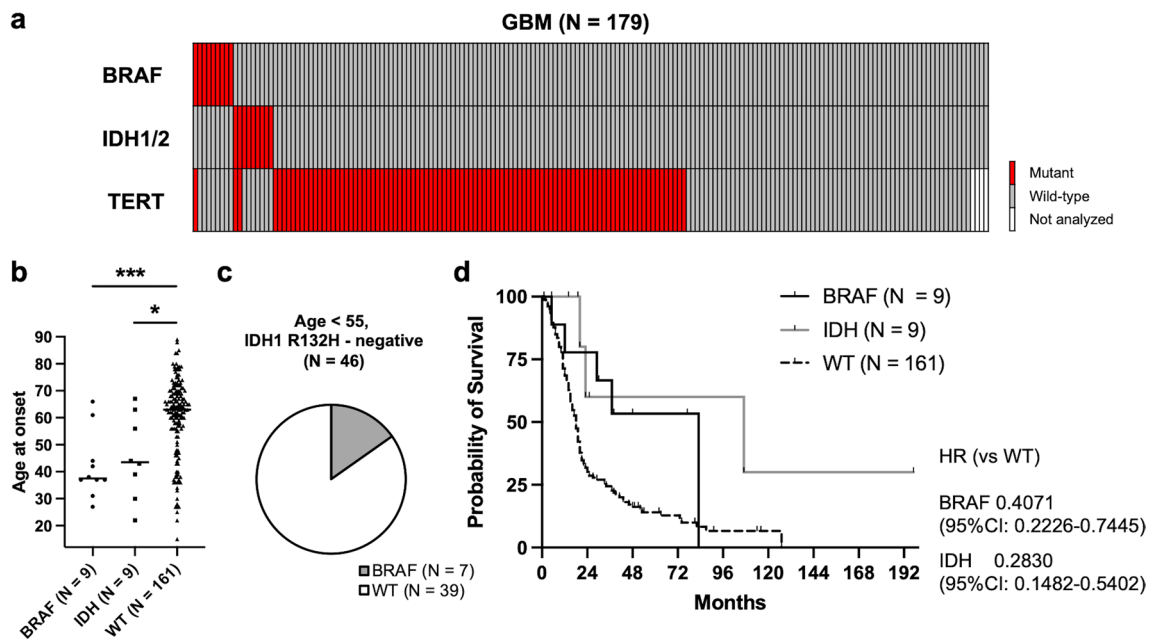 a
GBM (N = 179)
BRAF
IDH1/2
TERT
Mutant
Wild-type
Not analyzed
b
***
*
Age at onset
90
80
70
60
50
40
30
20
BRAF (N = 9)
IDH (N = 9)
WT (N = 161)
c
Age < 55,
IDH1 R132H - negative
(N = 46)
BRAF (N = 7)
WT (N = 39)
d
Probability of Survival
100
75
50
25
0
0 24 48 72 96 120 144 168 192
Months
BRAF (N = 9)
IDH (N = 9)
WT (N = 161)
HR (vs WT)
BRAF 0.4071
(95%CI: 0.2226-0.7445)
IDH 0.2830
(95%CI: 0.1482-0.5402)